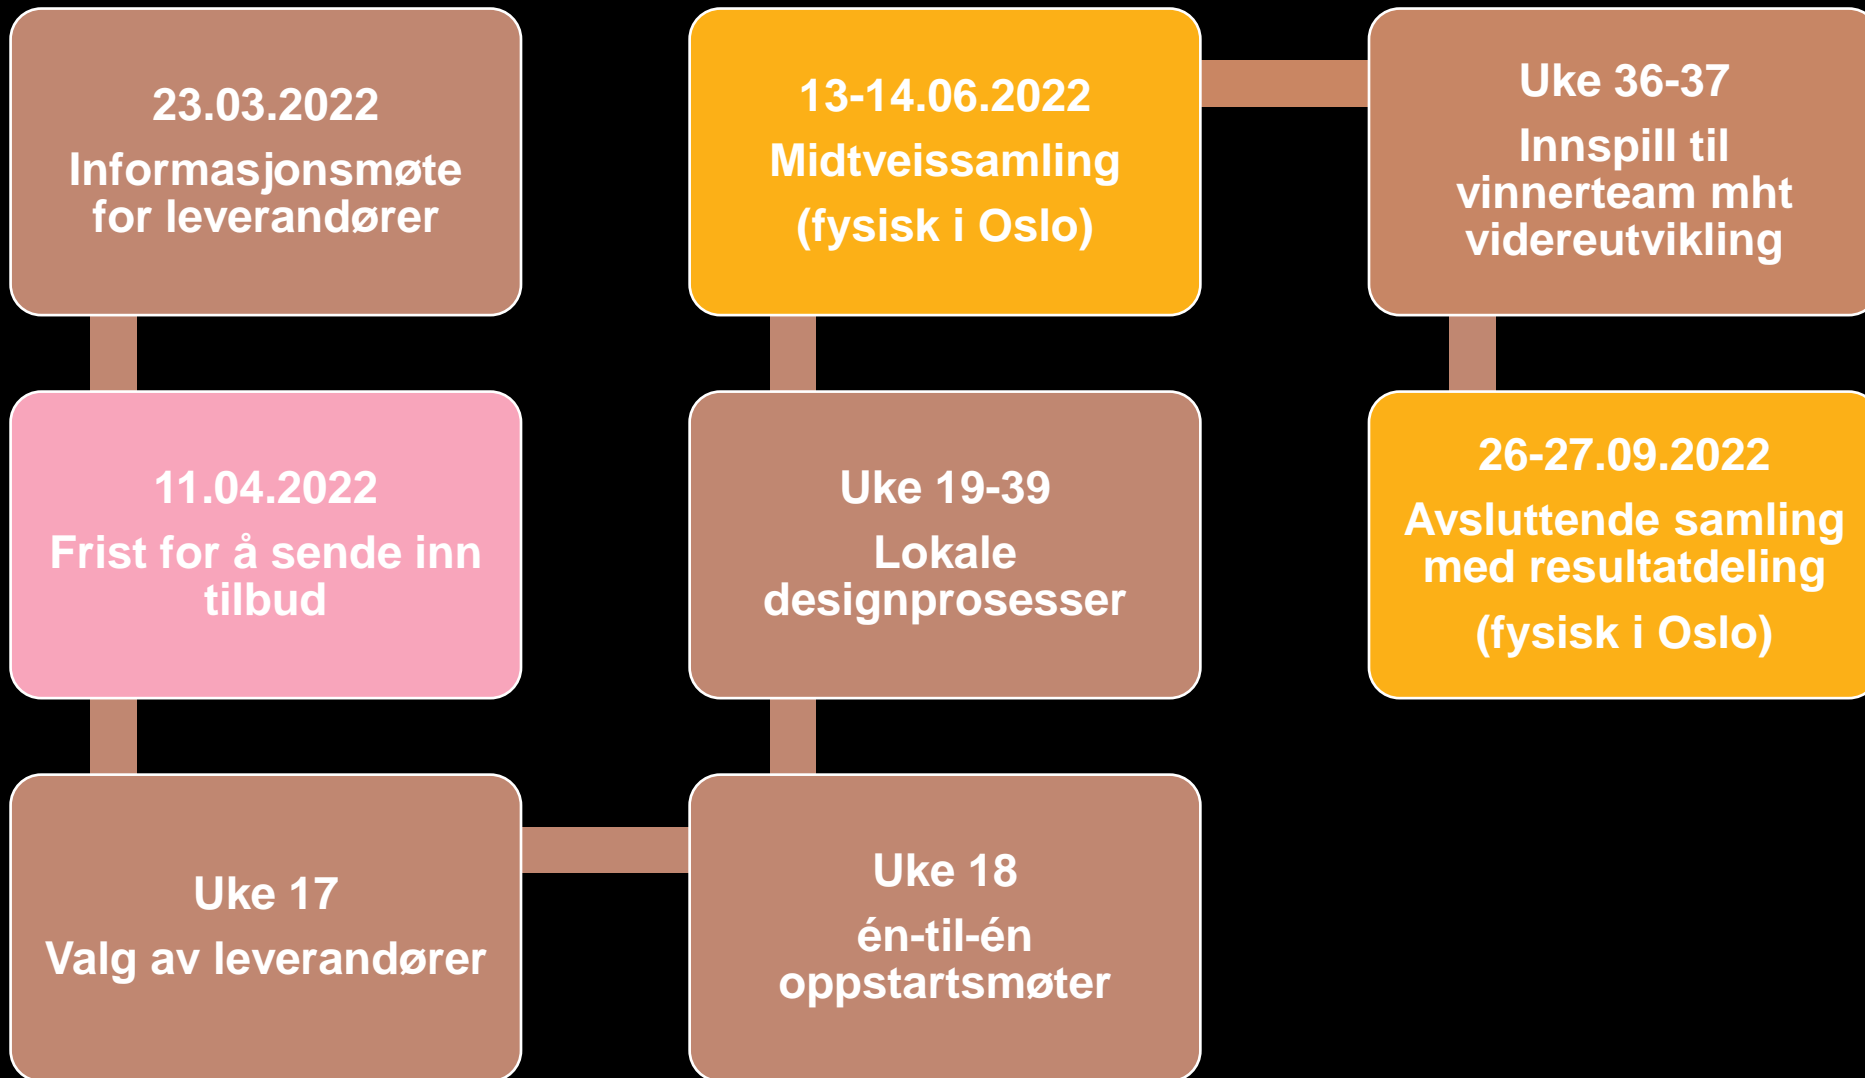 23.03.2022
Informasjonsmøte
for leverandører
11.04.2022
Frist for å sende inn
tilbud
Uke 17
Valg av leverandører
Uke 18
én-til-én
oppstartsmøter
Uke 19-39
Lokale
designprosesser
13-14.06.2022
Midtveissamling
(fysisk i Oslo)
Uke 36-37
Innspill til
vinnerteam mht
videreutvikling
26-27.09.2022
Avsluttende samling
med resultatdeling
(fysisk i Oslo)